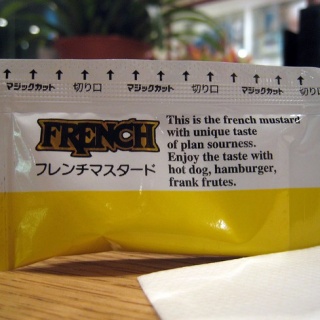 マジックカット 切り口 マジックカット 切り口 マジックカット 切り口
FRENCH
フレンチマスタード
This is the french mustard
with unique taste
of plan sourness.
Enjoy the taste with
hot dog, hamburger,
frank frutes.